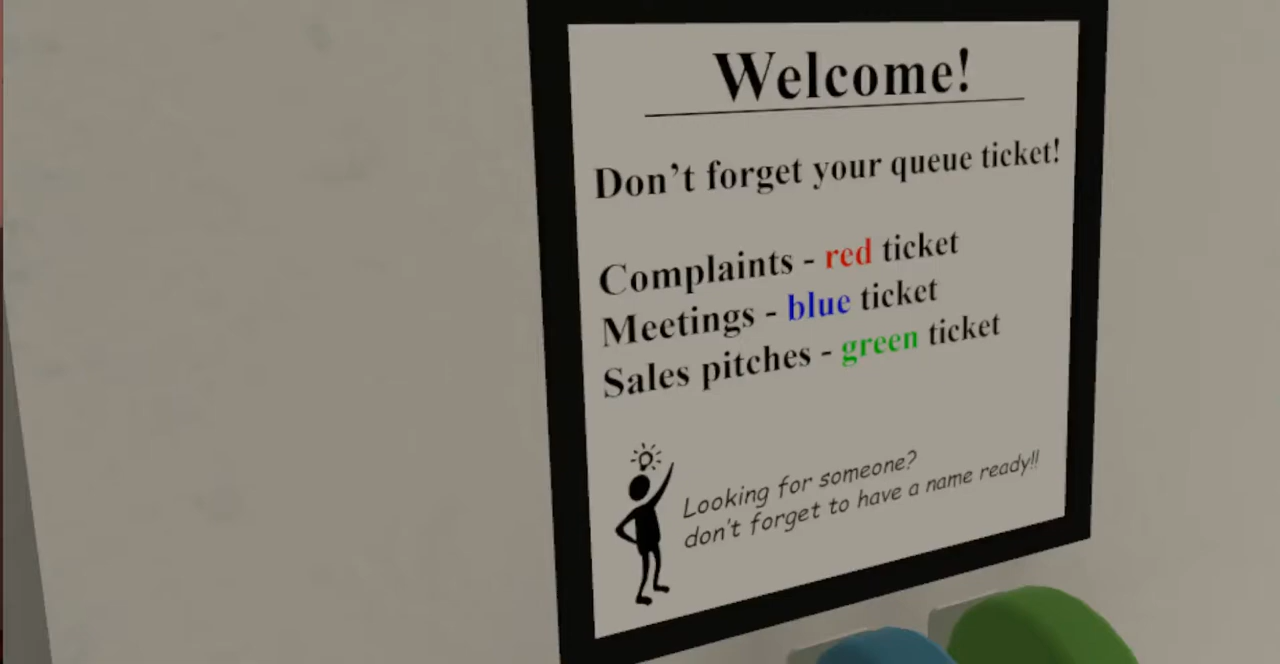 Welcome!
Don't forget your queue ticket!
Complaints - red ticket
Meetings - blue ticket
Sales pitches - green ticket
Looking for someone?
don't forget to have a name ready!!